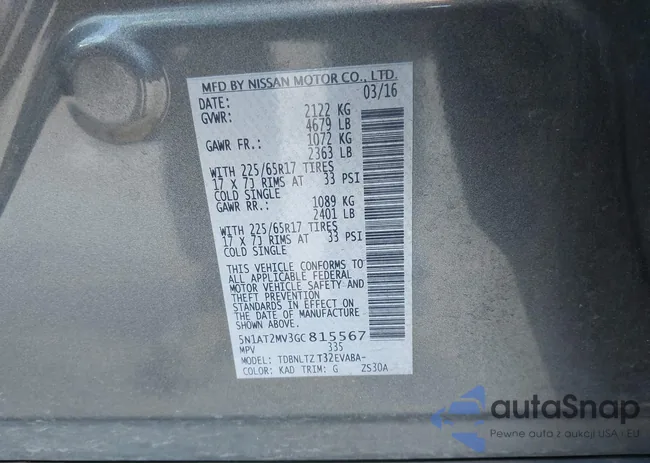 MFD BY NISSAN MOTOR CO., LTD.
DATE: 03/16
GVWR: 2122 KG
4679 LB
GAWR FR.: 1072 KG
2363 LB
WITH 225/65R17 TIRES
17 X 7J RIMS AT 33 PSI
COLD SINGLE
GAWR RR.: 1089 KG
2401 LB
WITH 225/65R17 TIRES
17 X 7J RIMS AT 33 PSI
COLD SINGLE
THIS VEHICLE CONFORMS TO
ALL APPLICABLE FEDERAL
MOTOR VEHICLE SAFETY AND
THEFT PREVENTION
STANDARDS IN EFFECT ON
THE DATE OF MANUFACTURE
SHOWN ABOVE.
5N1AT2MV3GC815567
MPV 335
MODEL: TDBNLTZ T32EVABA-
COLOR: KAD TRIM: G ZS30A
autaSnap
Pewne auta z aukcji USA i EU